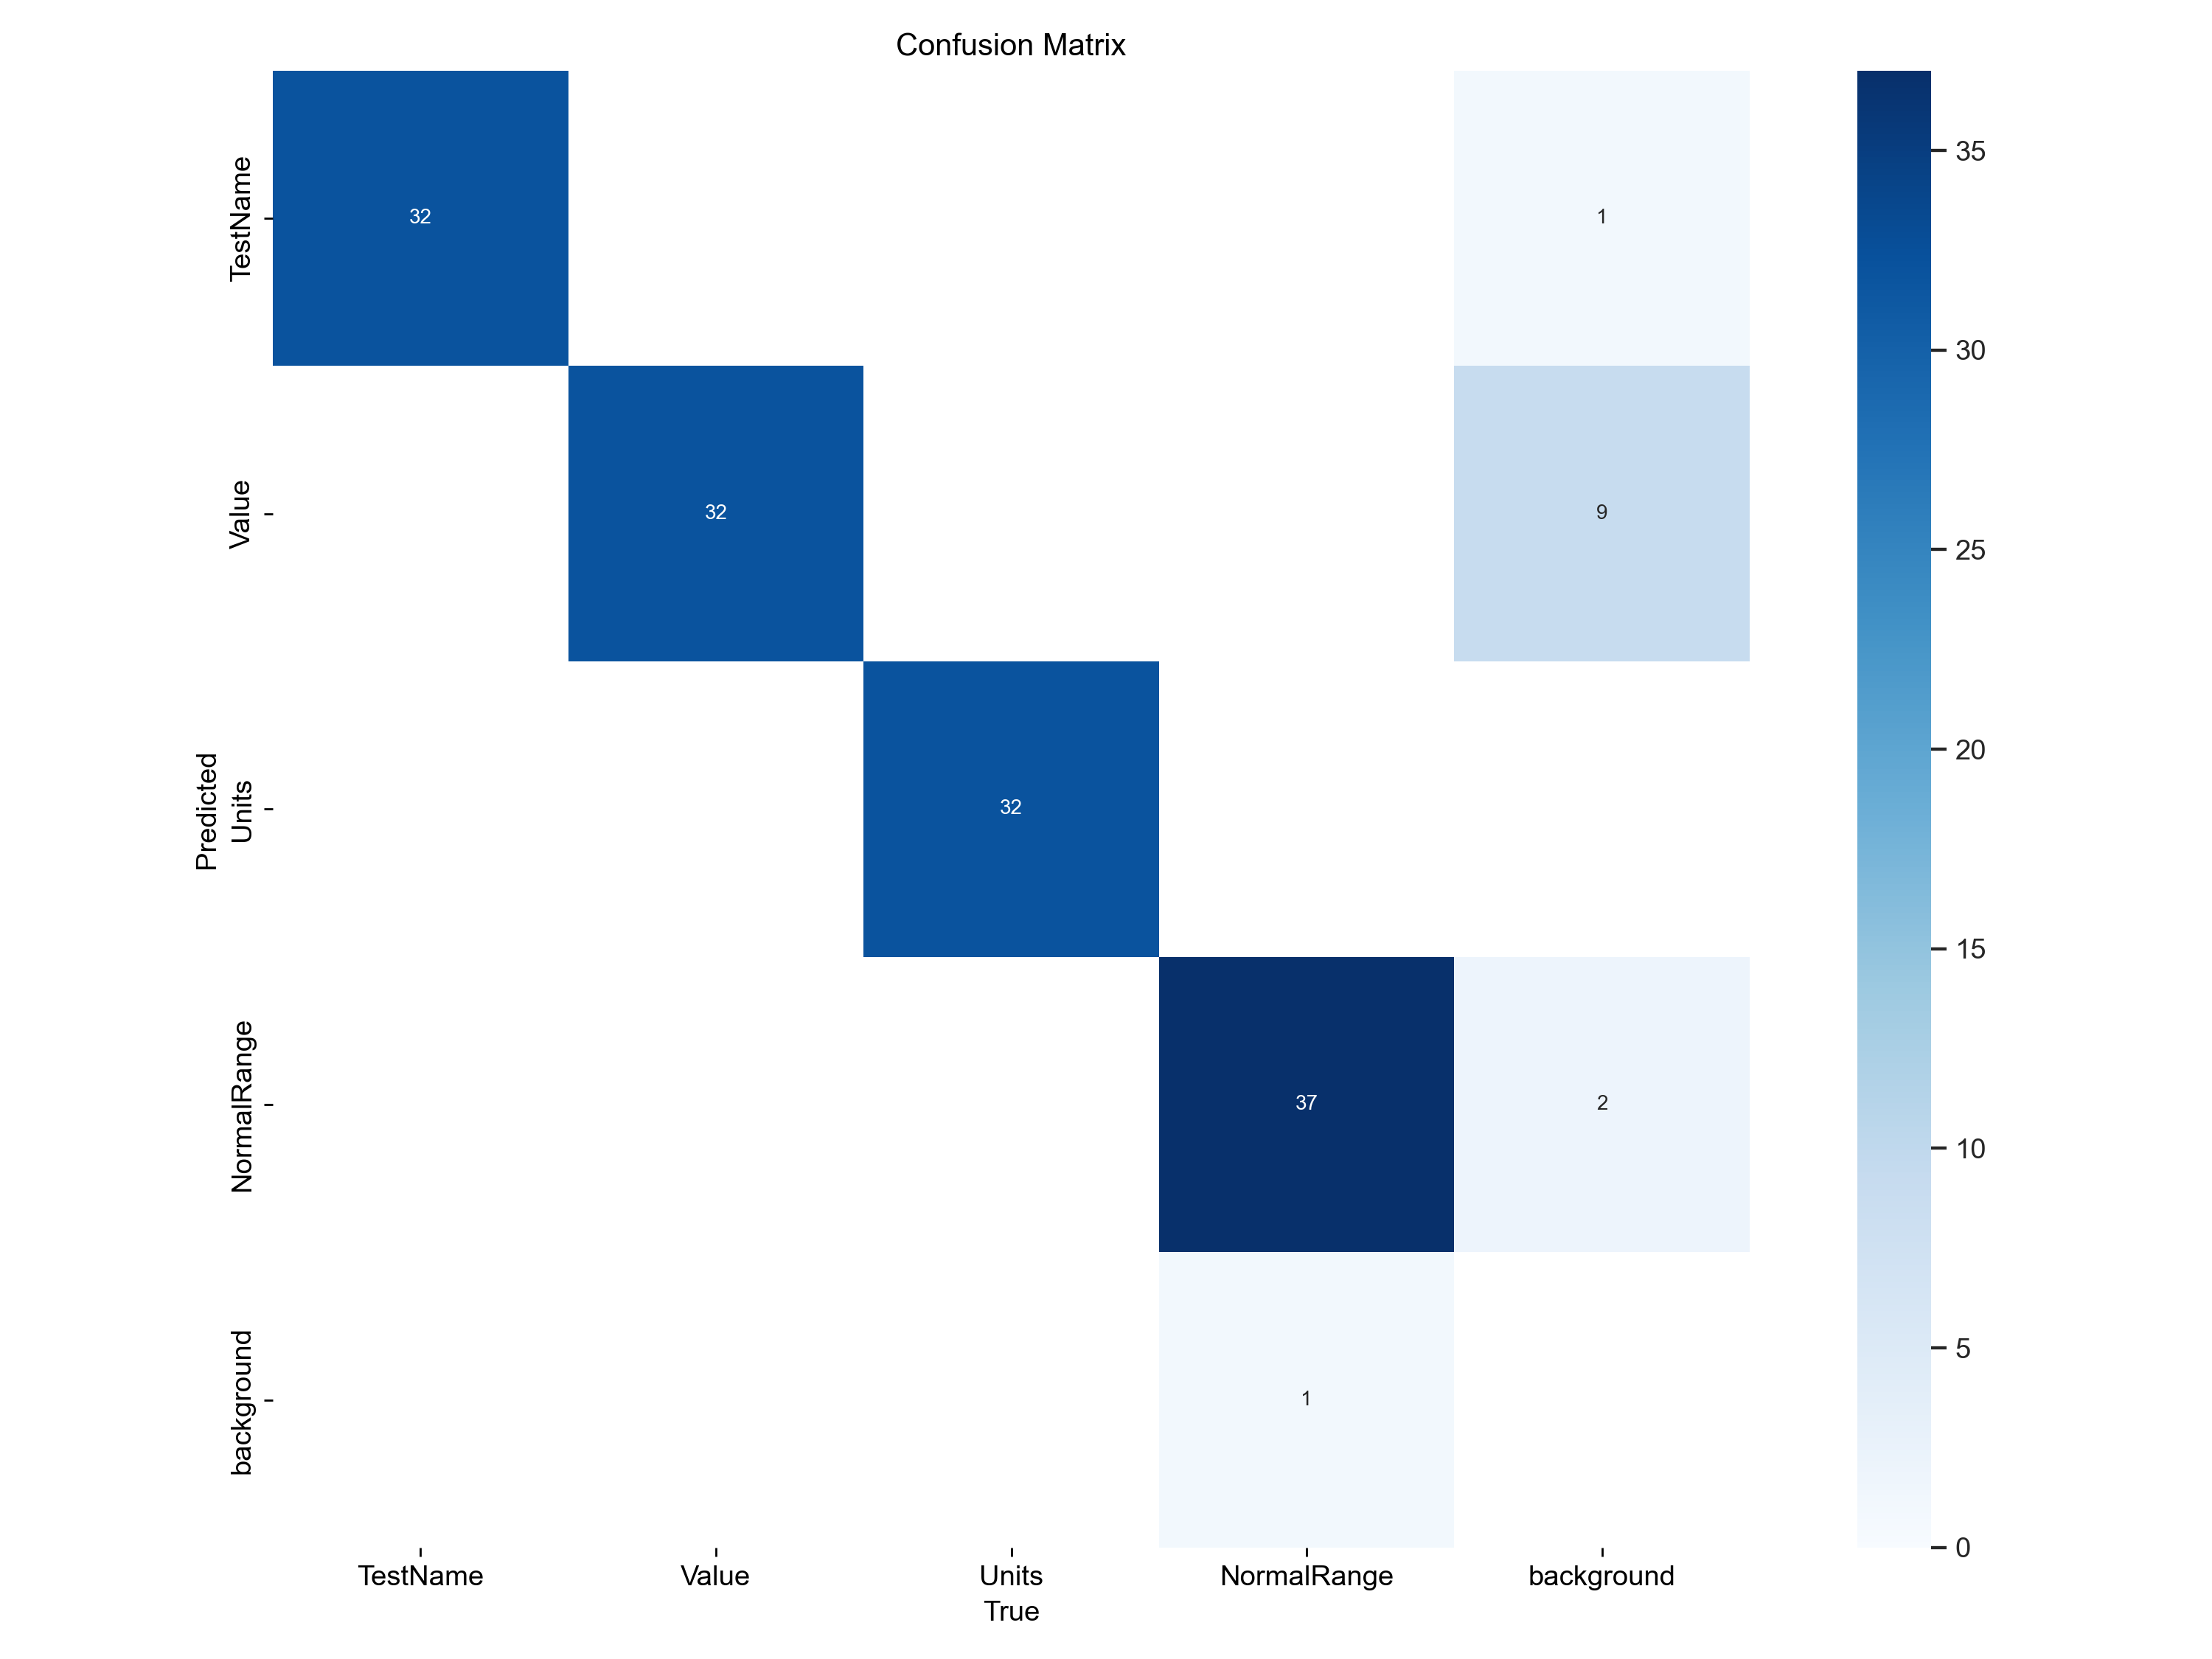 Confusion Matrix
TestName
32
1
35
30
Value
32
9
25
20
Predicted
Units
32
15
NormalRange
37
2
10
5
background
1
0
TestName Value Units NormalRange background
True